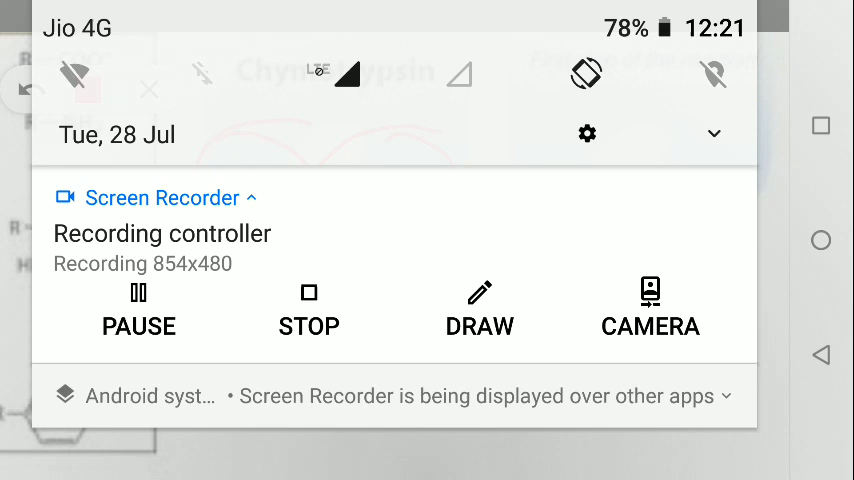 Jio 4G
78% 12:21
LTE
Chymotrypsin
Tue, 28 Jul
Screen Recorder
Recording controller
Recording 854x480
PAUSE STOP DRAW CAMERA
Android syst... • Screen Recorder is being displayed over other apps